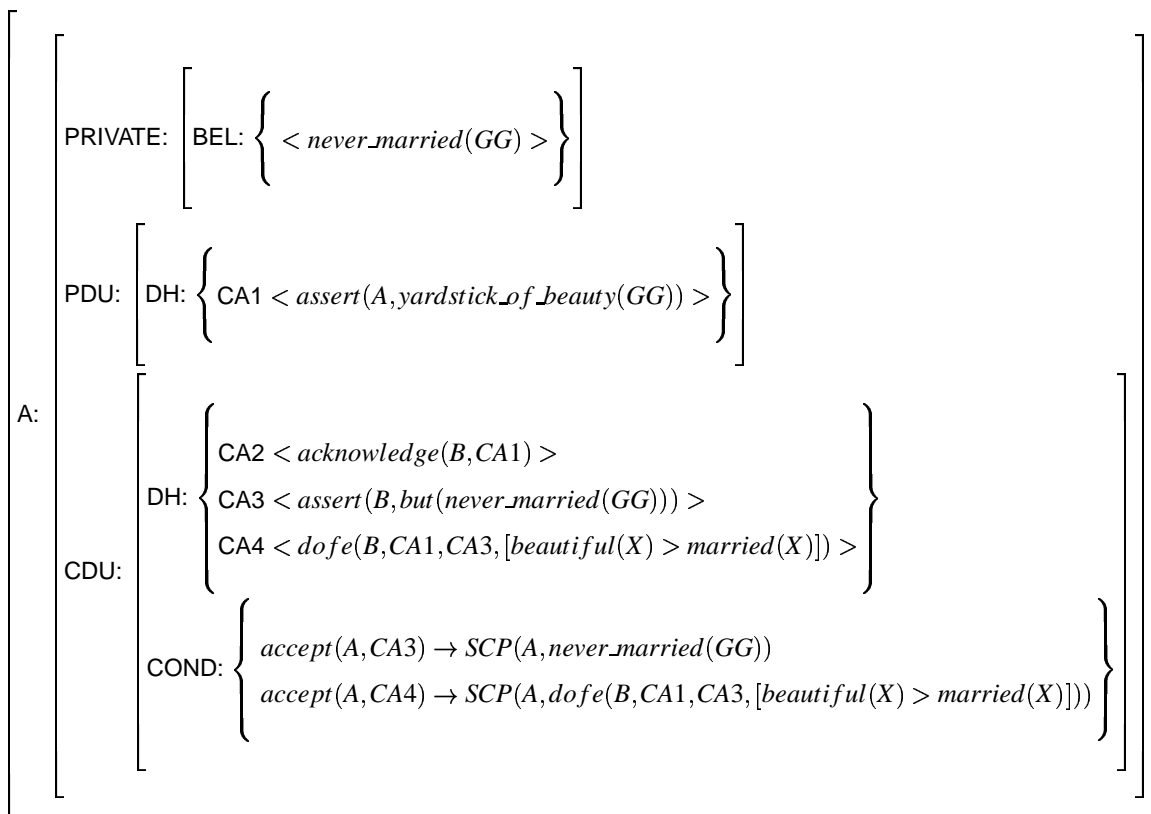 PRIVATE: [BEL: { < never_married(GG) > }]
PDU: [DH: { CA1 < assert(A,yardstick_of_beauty(GG)) > }]
A:
CA2 < acknowledge(B,CA1) >
DH: { CA3 < assert(B,but(never_married(GG))) >
CA4 < dofe(B,CA1,CA3,[beautiful(X) > married(X)]) >
CDU:
accept(A,CA3) → SCP(A,never_married(GG))
COND:
accept(A,CA4) → SCP(A,dofe(B,CA1,CA3,[beautiful(X) > married(X)]))